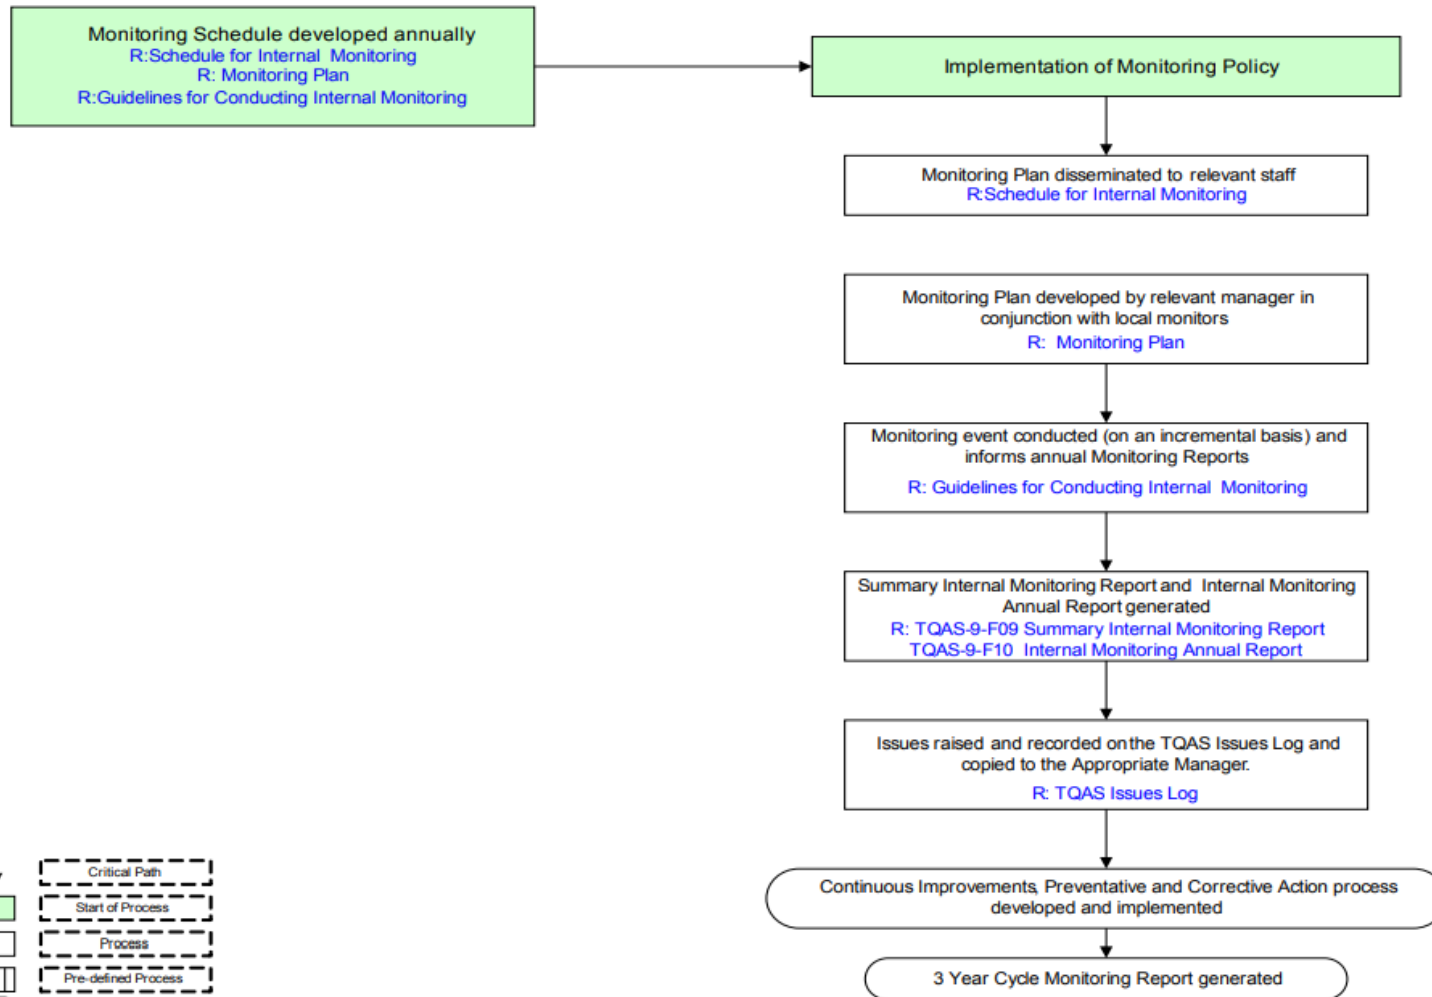 Monitoring Schedule developed annually
R:Schedule for Internal Monitoring
R: Monitoring Plan
R:Guidelines for Conducting Internal Monitoring
Implementation of Monitoring Policy
Monitoring Plan disseminated to relevant staff
R:Schedule for Internal Monitoring
Monitoring Plan developed by relevant manager in
conjunction with local monitors
R: Monitoring Plan
Monitoring event conducted (on an incremental basis) and
informs annual Monitoring Reports
R: Guidelines for Conducting Internal Monitoring
Summary Internal Monitoring Report and Internal Monitoring
Annual Report generated
R: TQAS-9-F09 Summary Internal Monitoring Report
TQAS-9-F10 Internal Monitoring Annual Report
Issues raised and recorded on the TQAS Issues Log and
copied to the Appropriate Manager.
R: TQAS Issues Log
Continuous Improvements, Preventative and Corrective Action process
developed and implemented
3 Year Cycle Monitoring Report generated
Critical Path
Start of Process
Process
Pre-defined Process